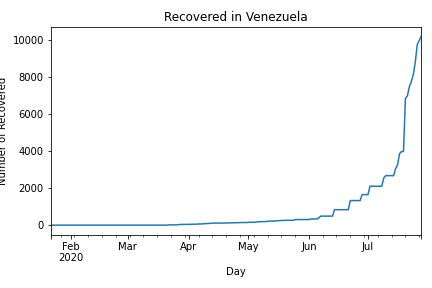 Recovered in Venezuela
Number of Recovered
10000
8000
6000
4000
2000
0
Feb
2020
Mar
Apr
May
Jun
Jul
Day